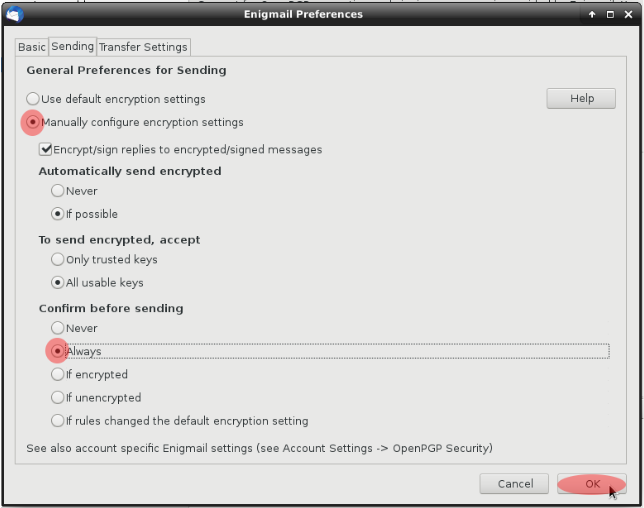 Enigmail Preferences
Basic Sending Transfer Settings
General Preferences for Sending
Use default encryption settings
Help
Manually configure encryption settings
Encrypt/sign replies to encrypted/signed messages
Automatically send encrypted
Never
If possible
To send encrypted, accept
Only trusted keys
All usable keys
Confirm before sending
Never
Always
If encrypted
If unencrypted
If rules changed the default encryption setting
See also account specific Enigmail settings (see Account Settings -> OpenPGP Security)
Cancel OK